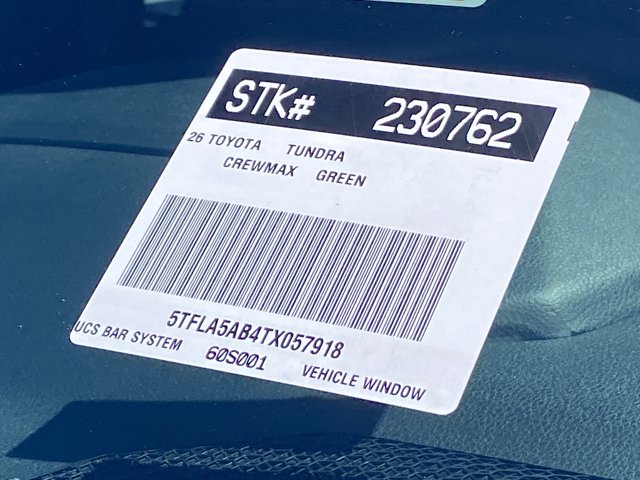 STK# 230762
26 TOYOTA TUNDRA
CREWMAX GREEN
5TFLA5AB4TX057918
UCS BAR SYSTEM 60S001 VEHICLE WINDOW